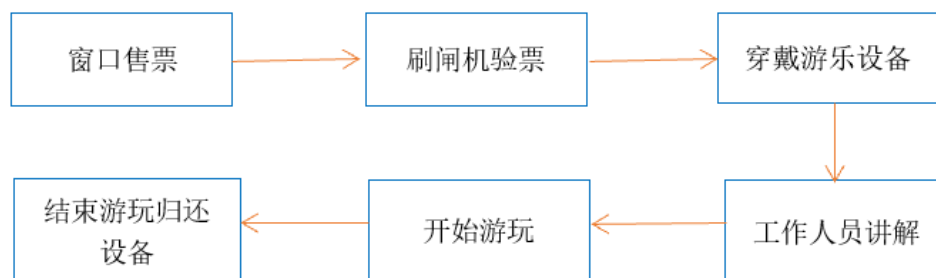 窗口售票
刷闸机验票
穿戴游乐设备
工作人员讲解
开始游玩
结束游玩归还
设备